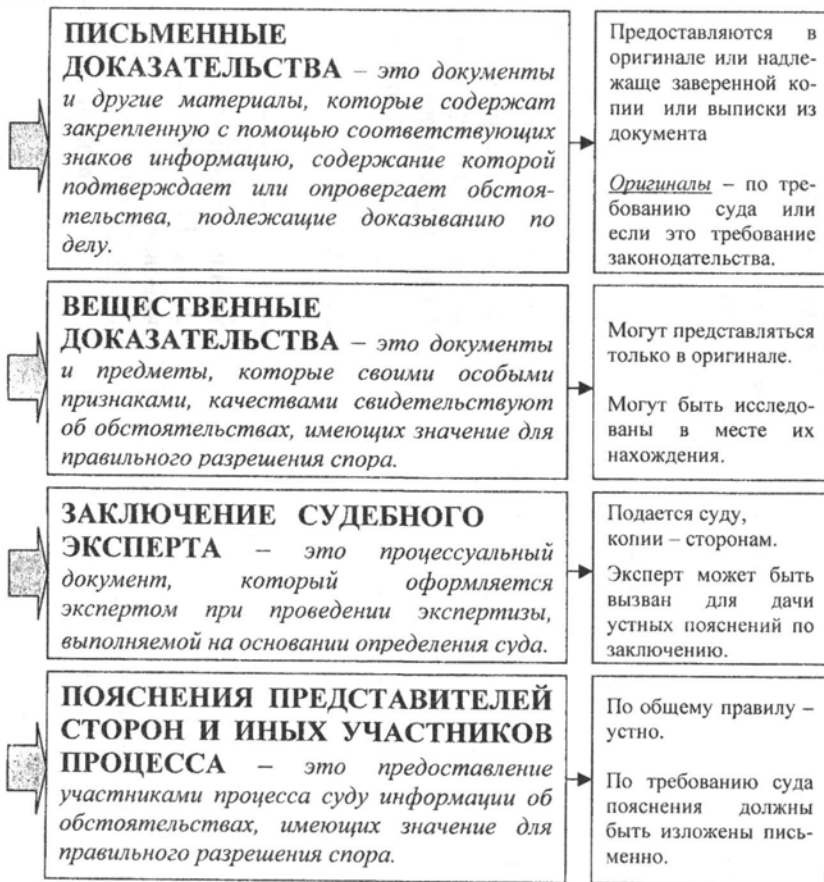 ПИСЬМЕННЫЕ
ДОКАЗАТЕЛЬСТВА – это документы
и другие материалы, которые содержат
закрепленную с помощью соответствующих
знаков информацию, содержание которой
подтверждает или опровергает обстоя-
тельства, подлежащие доказыванию по
делу.
Предоставляются в
оригинале или надле-
жаще заверенной ко-
пии или выписки из
документа
Оригиналы – по тре-
бованию суда или
если это требование
законодательства.
ВЕЩЕСТВЕННЫЕ
ДОКАЗАТЕЛЬСТВА – это документы
и предметы, которые своими особыми
признаками, качествами свидетельствуют
об обстоятельствах, имеющих значение для
правильного разрешения спора.
Могут представляться
только в оригинале.
Могут быть исследо-
ваны в месте их
нахождения.
ЗАКЛЮЧЕНИЕ СУДЕБНОГО
ЭКСПЕРТА – это процессуальный
документ, который оформляется
экспертом при проведении экспертизы,
выполняемой на основании определения суда.
Подается суду,
копии – сторонам.
Эксперт может быть
вызван для дачи
устных пояснений по
заключению.
ПОЯСНЕНИЯ ПРЕДСТАВИТЕЛЕЙ
СТОРОН И ИНЫХ УЧАСТНИКОВ
ПРОЦЕССА – это предоставление
участниками процесса суду информации об
обстоятельствах, имеющих значение для
правильного разрешения спора.
По общему правилу –
устно.
По требованию суда
пояснения должны
быть изложены пись-
менно.